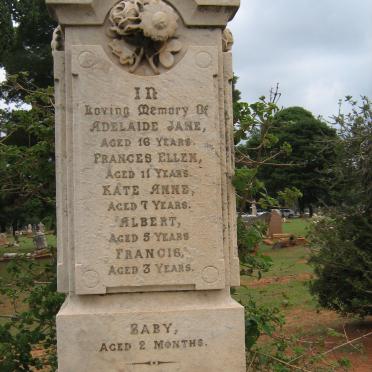 IN
Loving Memory Of
ADELAIDE JANE,
AGED 16 YEARS.
FRANCES ELLEN,
AGED 11 YEARS.
KATE ANNE,
AGED 7 YEARS.
ALBERT,
AGED 5 YEARS
FRANCIS,
AGED 3 YEARS.
BABY,
AGED 2 MONTHS.